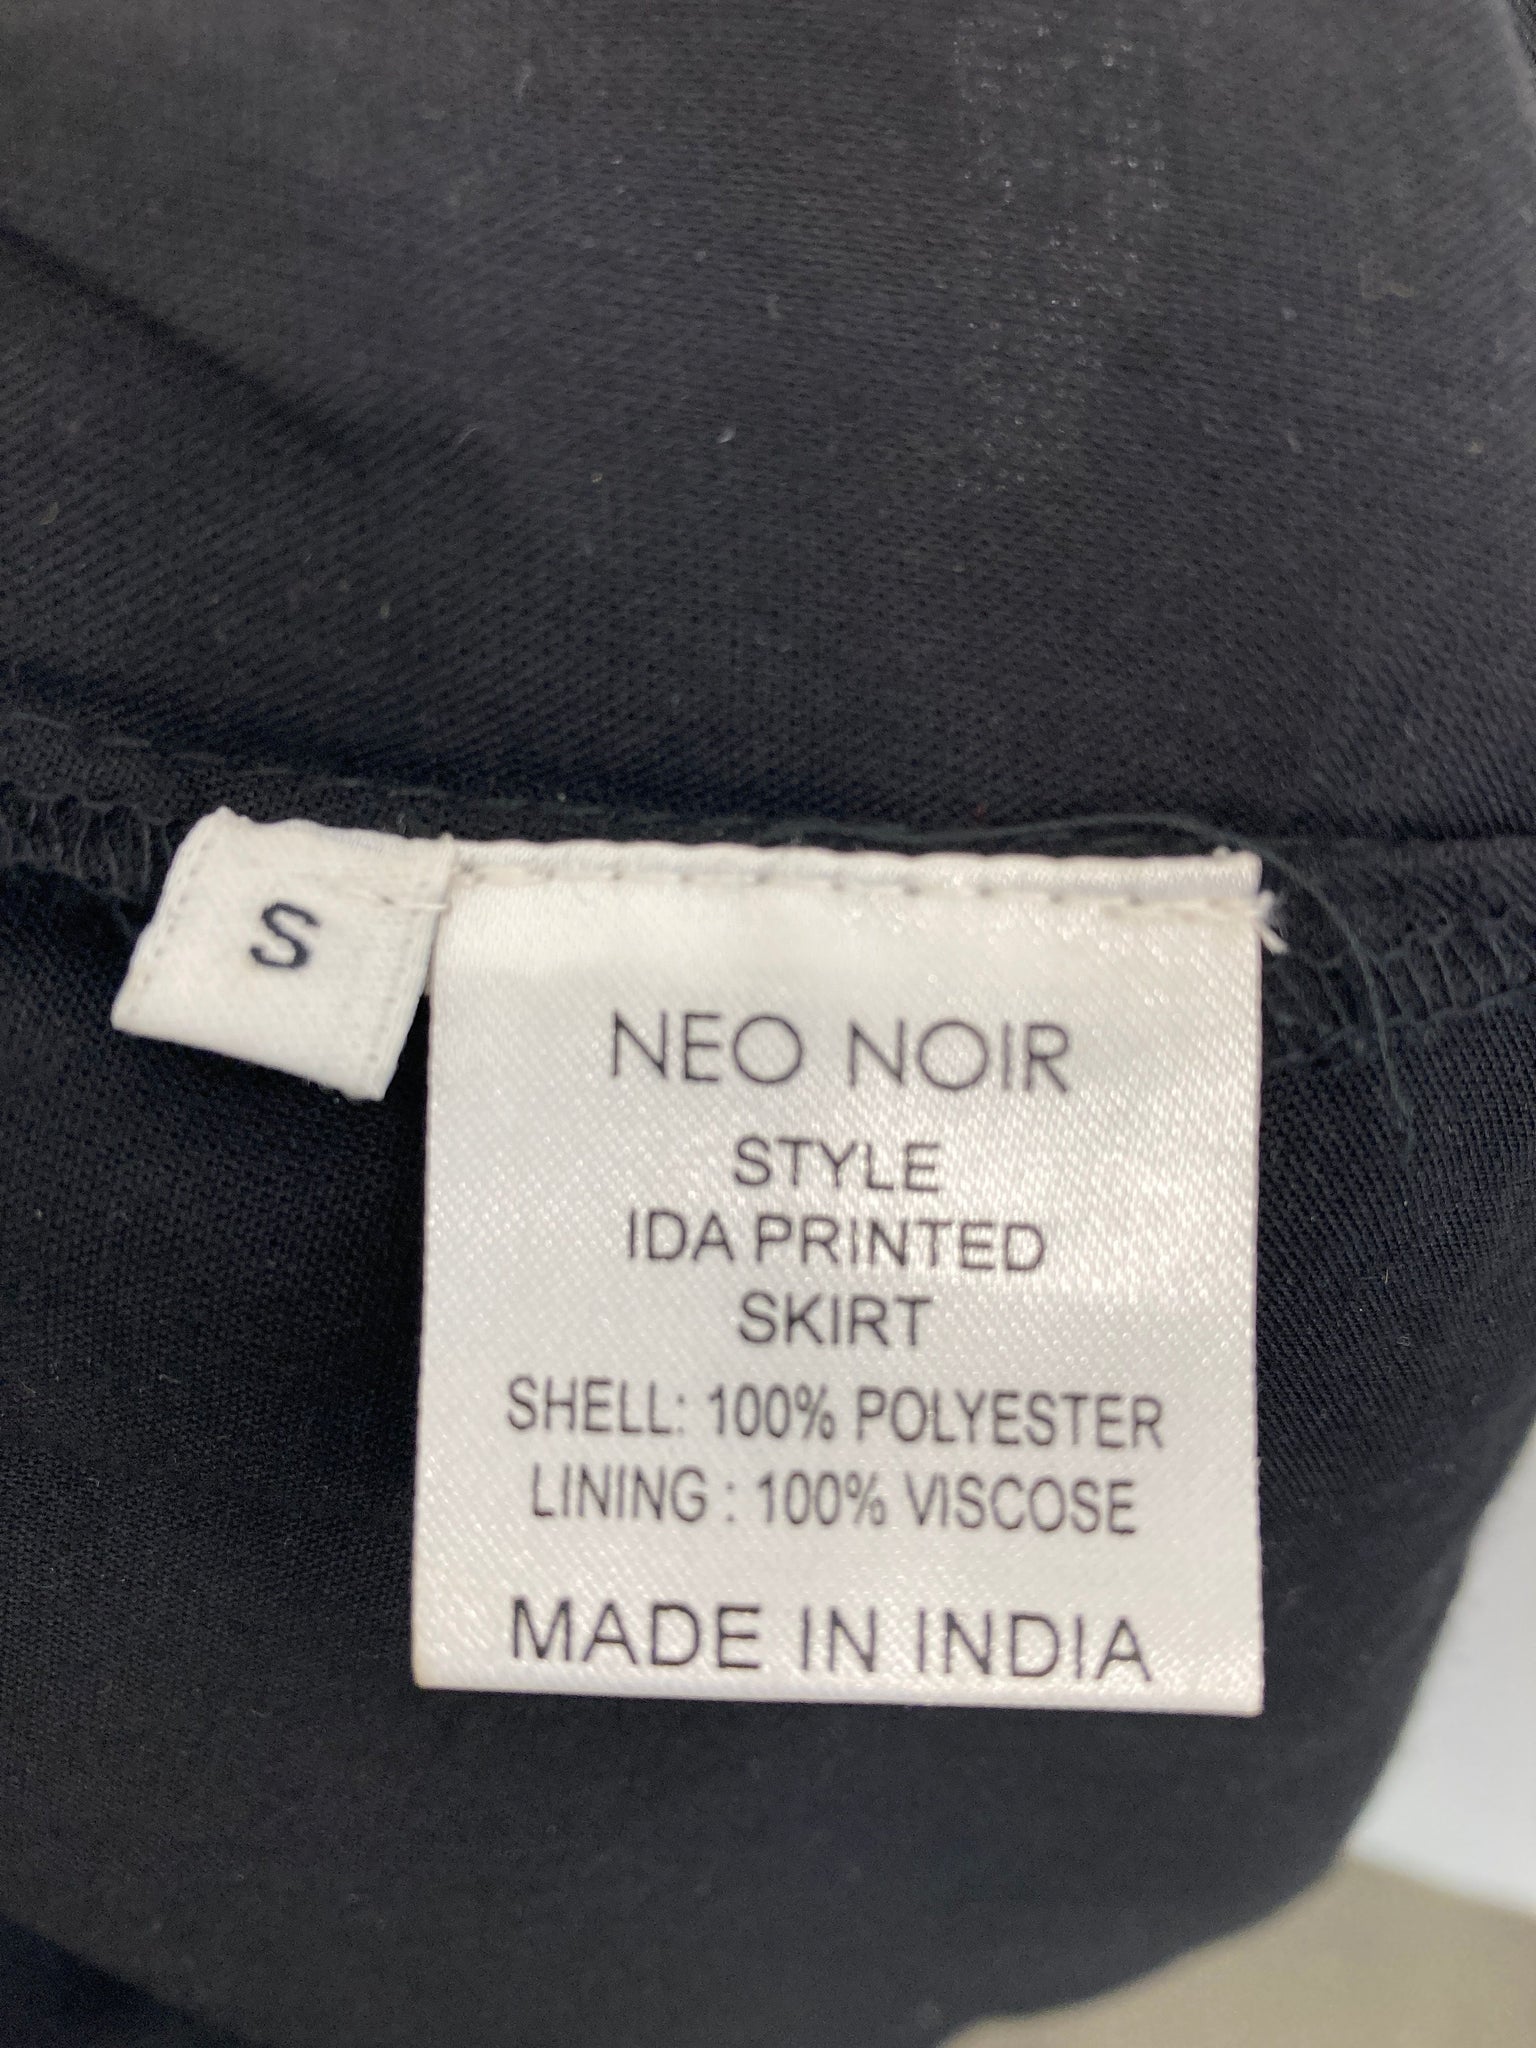 S
NEO NOIR
STYLE
IDA PRINTED
SKIRT
SHELL: 100% POLYESTER
LINING : 100% VISCOSE
MADE IN INDIA